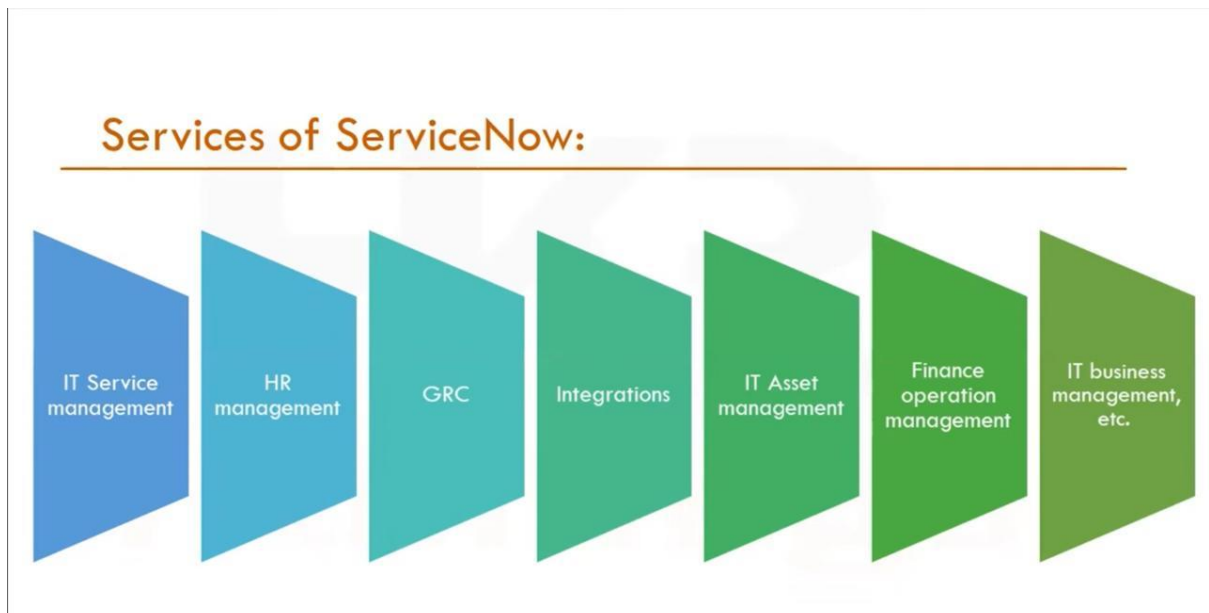 Services of ServiceNow:
IT Service
management
HR
management
GRC
Integrations
IT Asset
management
Finance
operation
management
IT business
management,
etc.